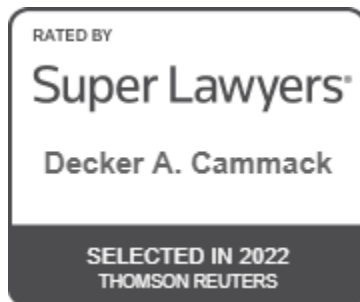 RATED BY
Super Lawyers®
Decker A. Cammack
SELECTED IN 2022
THOMSON REUTERS